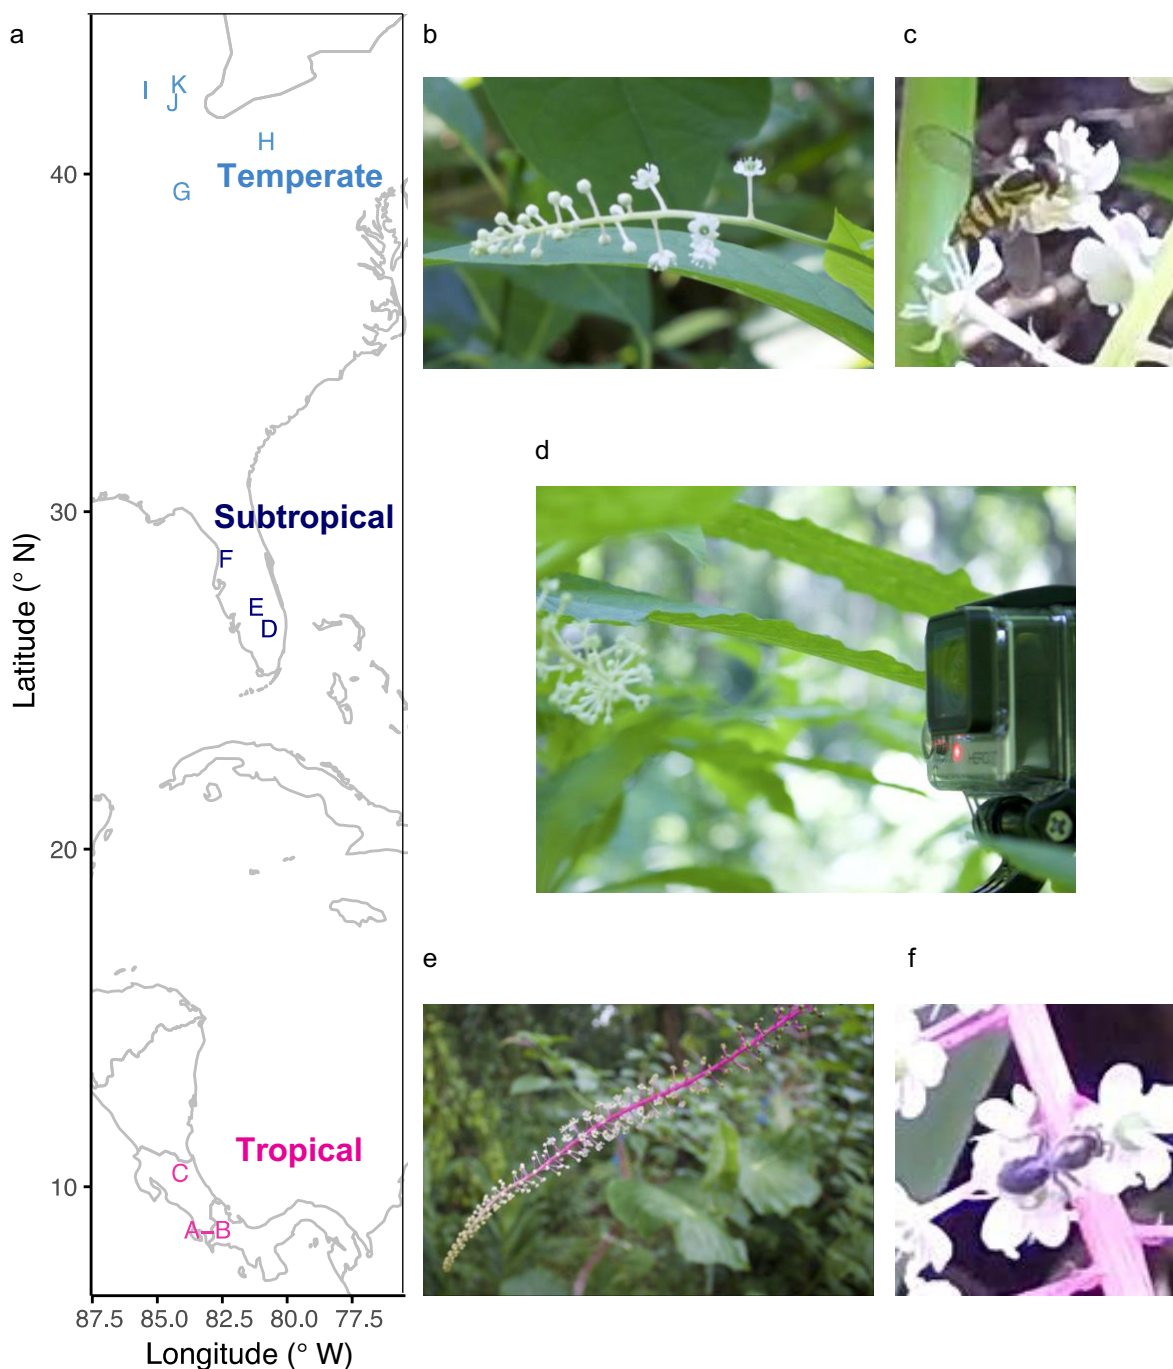 a
b
c
I
K
J
H
Temperate
G
40
d
30
Subtropical
F
E
D
Latitude (° N)
20
e
f
Tropical
10
C
A–B
87.5 85.0 82.5 80.0 77.5
Longitude (° W)